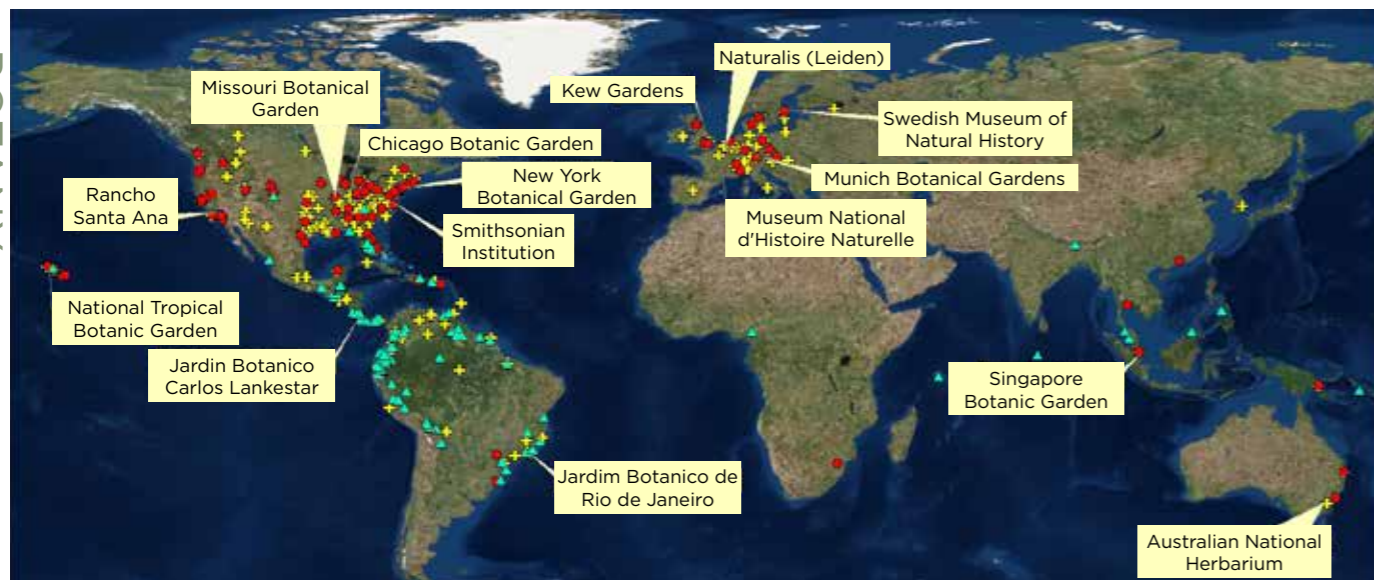 Naturalis (Leiden)
Missouri Botanical
Garden
Kew Gardens
Swedish Museum of
Natural History
Chicago Botanic Garden
New York
Botanical Garden
Munich Botanical Gardens
Rancho
Santa Ana
Museum National
d'Histoire Naturelle
Smithsonian
Institution
National Tropical
Botanic Garden
Jardin Botanico
Carlos Lankestar
Singapore
Botanic Garden
Jardim Botanico de
Rio de Janeiro
Australian National
Herbarium